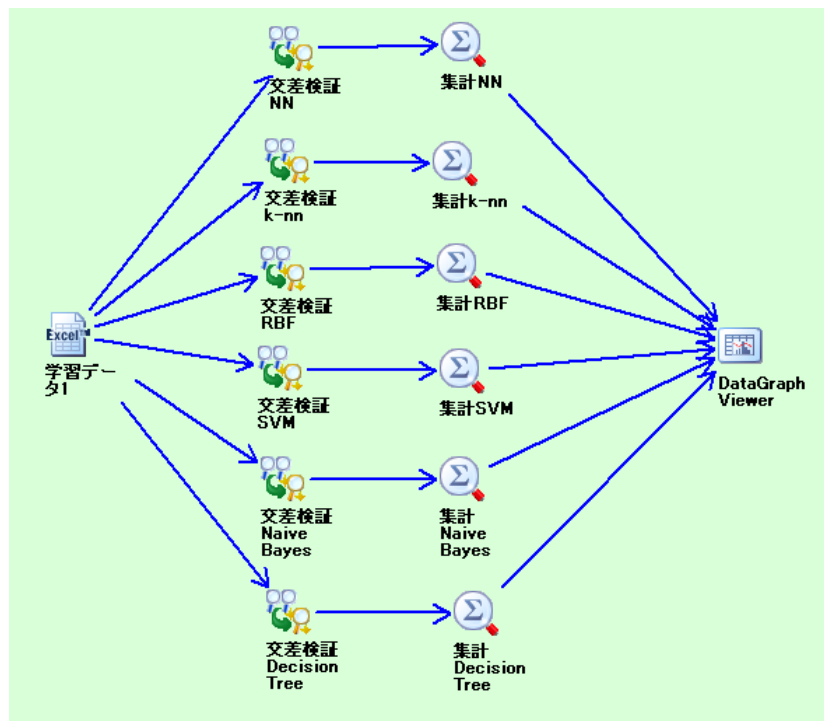 交差検証
NN
集計NN
交差検証
k-nn
集計k-nn
交差検証
RBF
集計RBF
Excel
学習デー
タ1
交差検証
SVM
集計SVM
DataGraph
Viewer
交差検証
Naive
Bayes
集計
Naive
Bayes
交差検証
Decision
Tree
集計
Decision
Tree